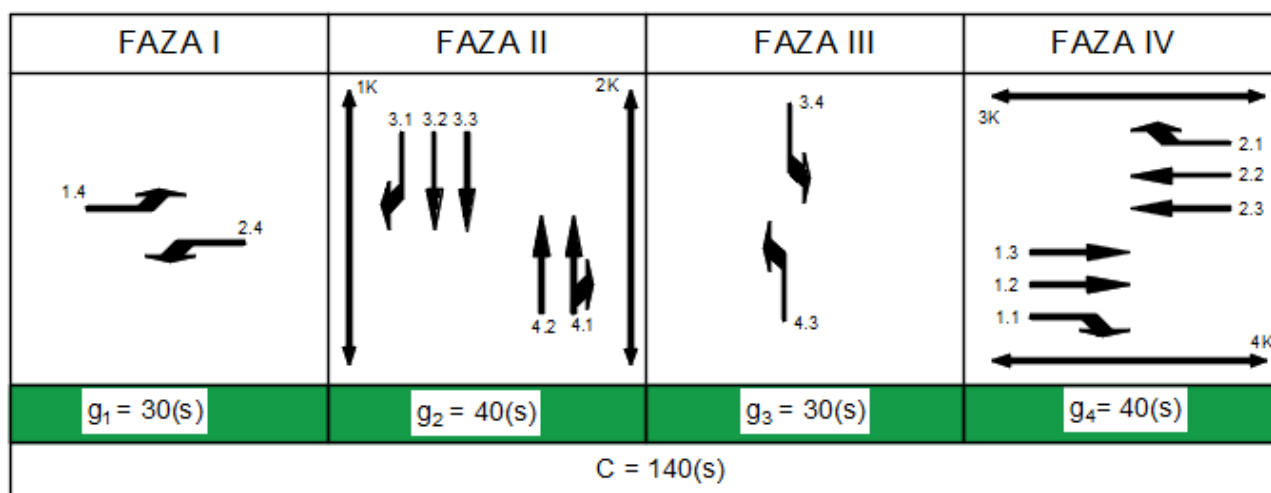 FAZA I FAZA II FAZA III FAZA IV
1K 2K 3.4
3K
3.1 3.2 3.3
2.1
2.2
1.4
2.3
2.4
1.3
1.2
1.1
4.2 4.1 4.3
4K
g₁ = 30(s) g₂ = 40(s) g₃ = 30(s) g₄= 40(s)
C = 140(s)